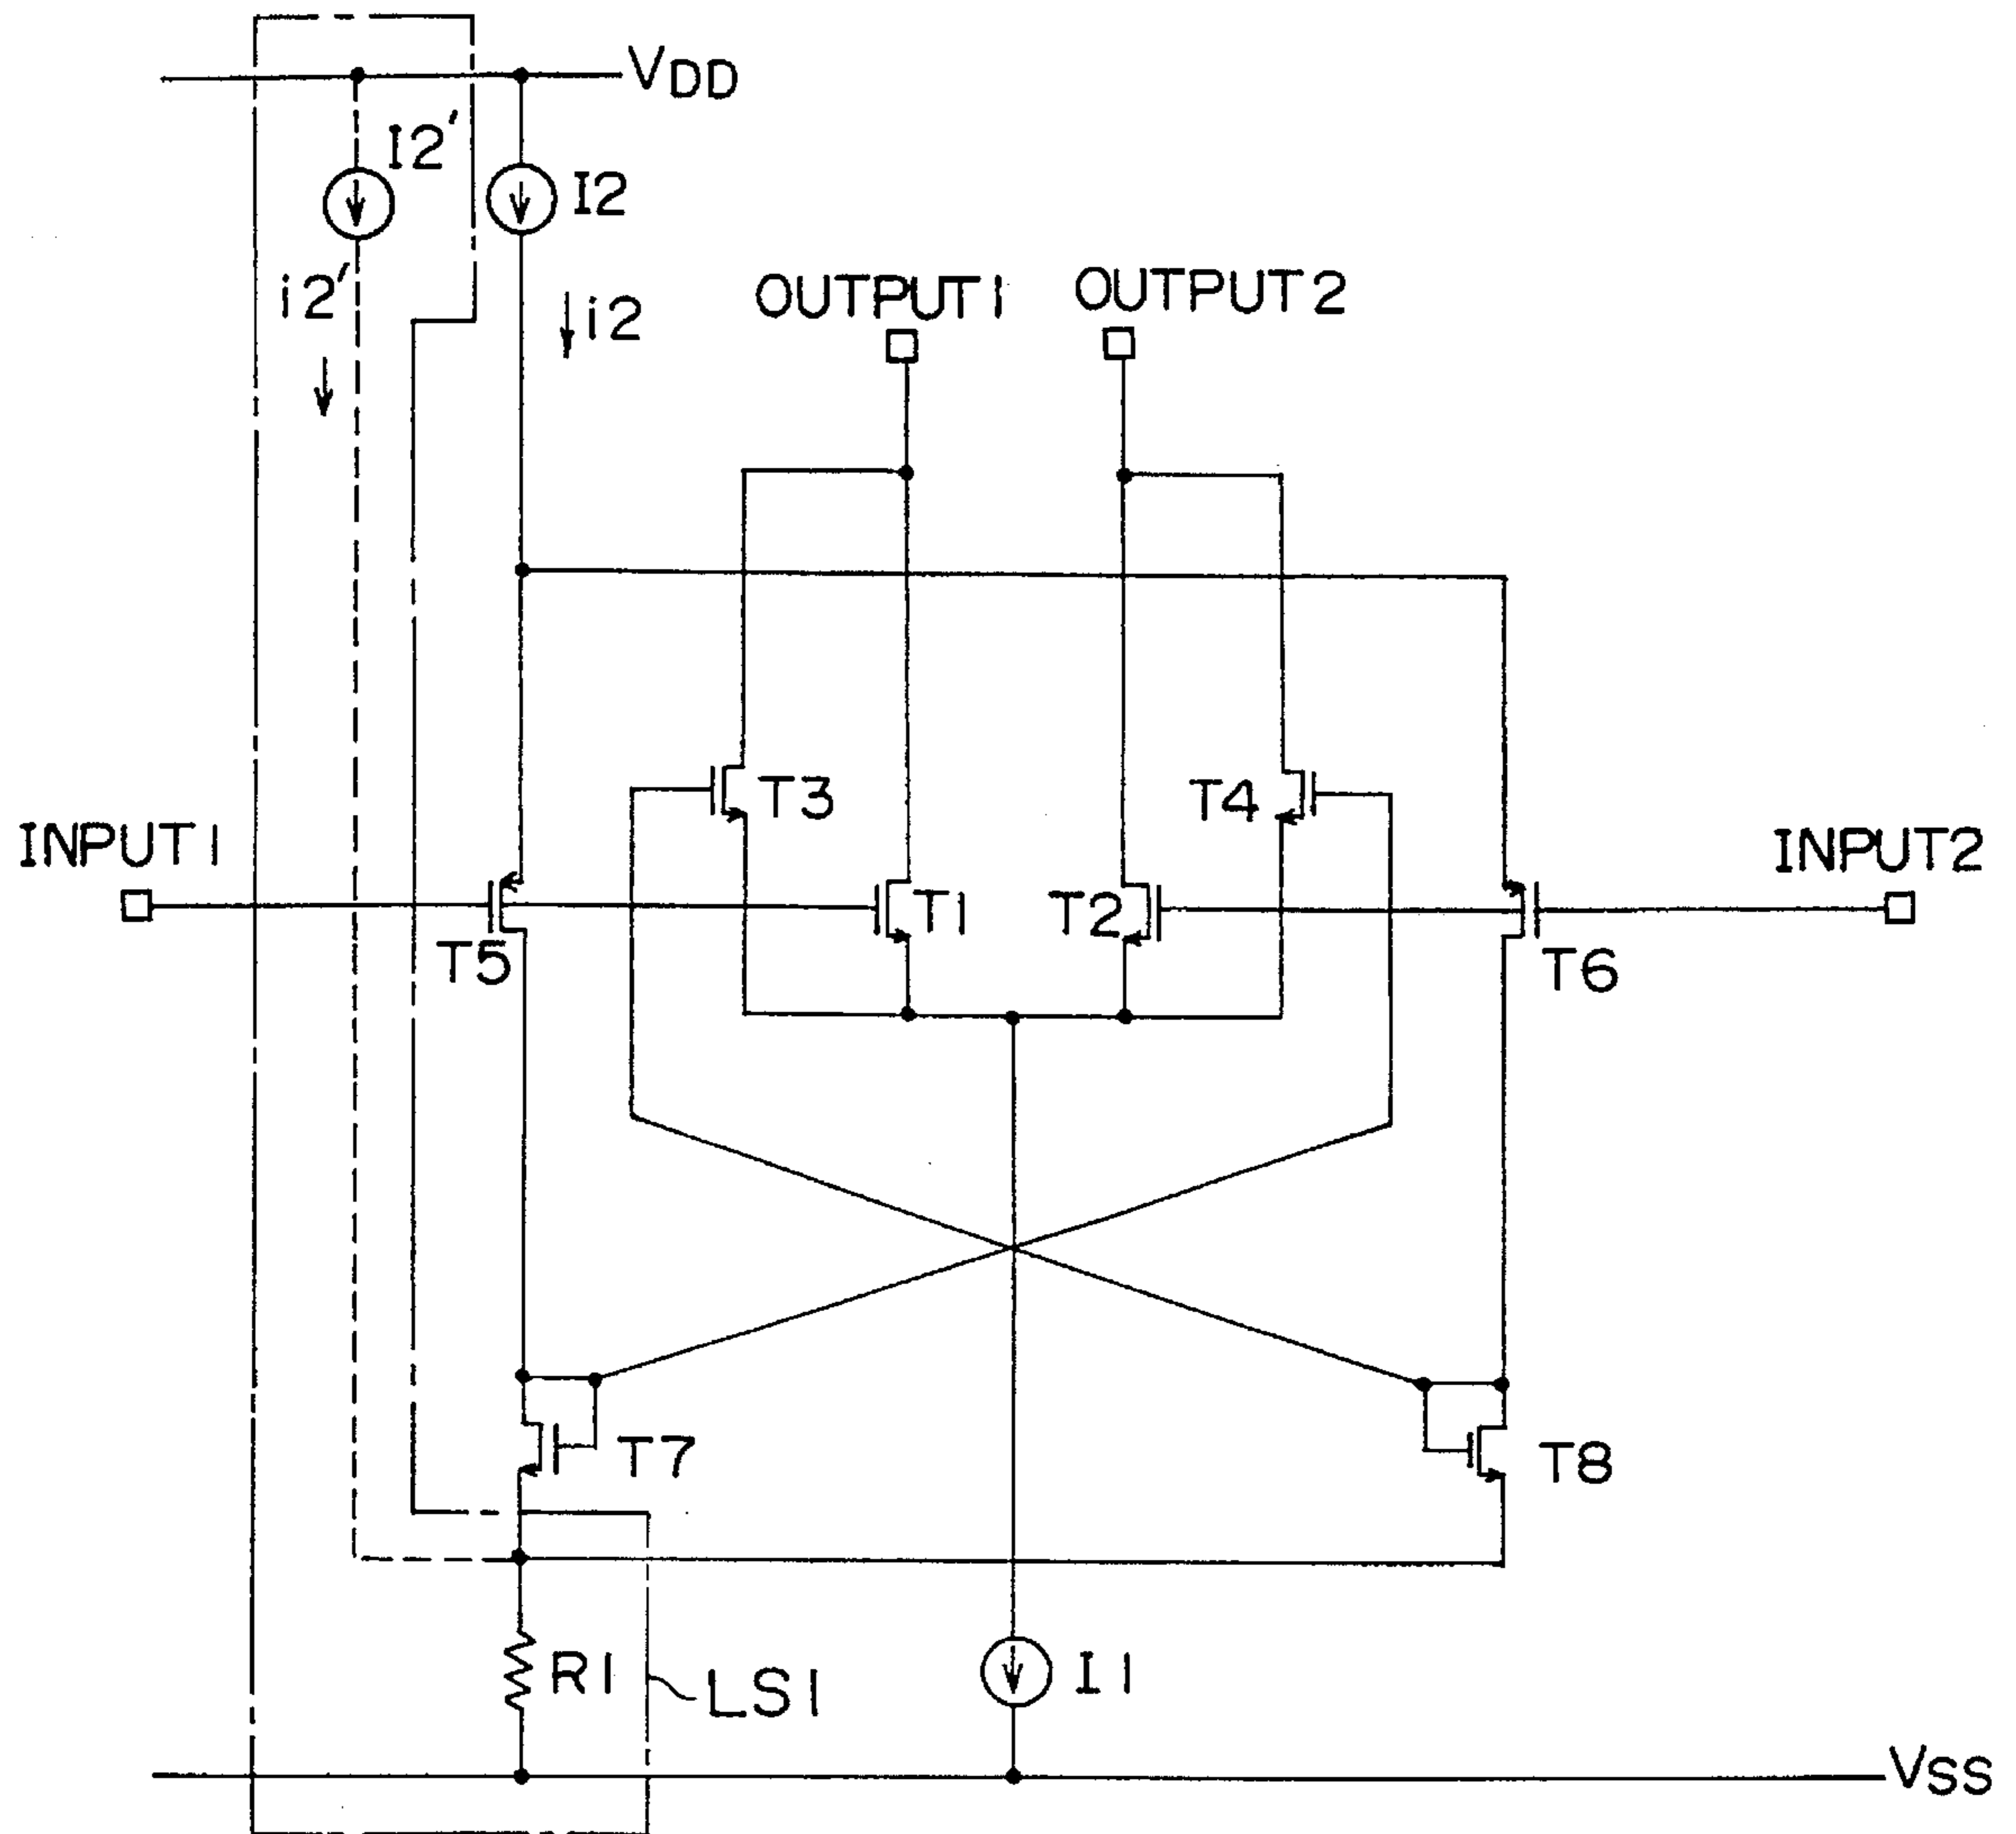 VDD
I2'
I2
i2'
i2
OUTPUT1
OUTPUT2
T3
T4
INPUT1
INPUT2
T1
T2
T5
T6
T7
T8
R1
LS1
I1
VSS